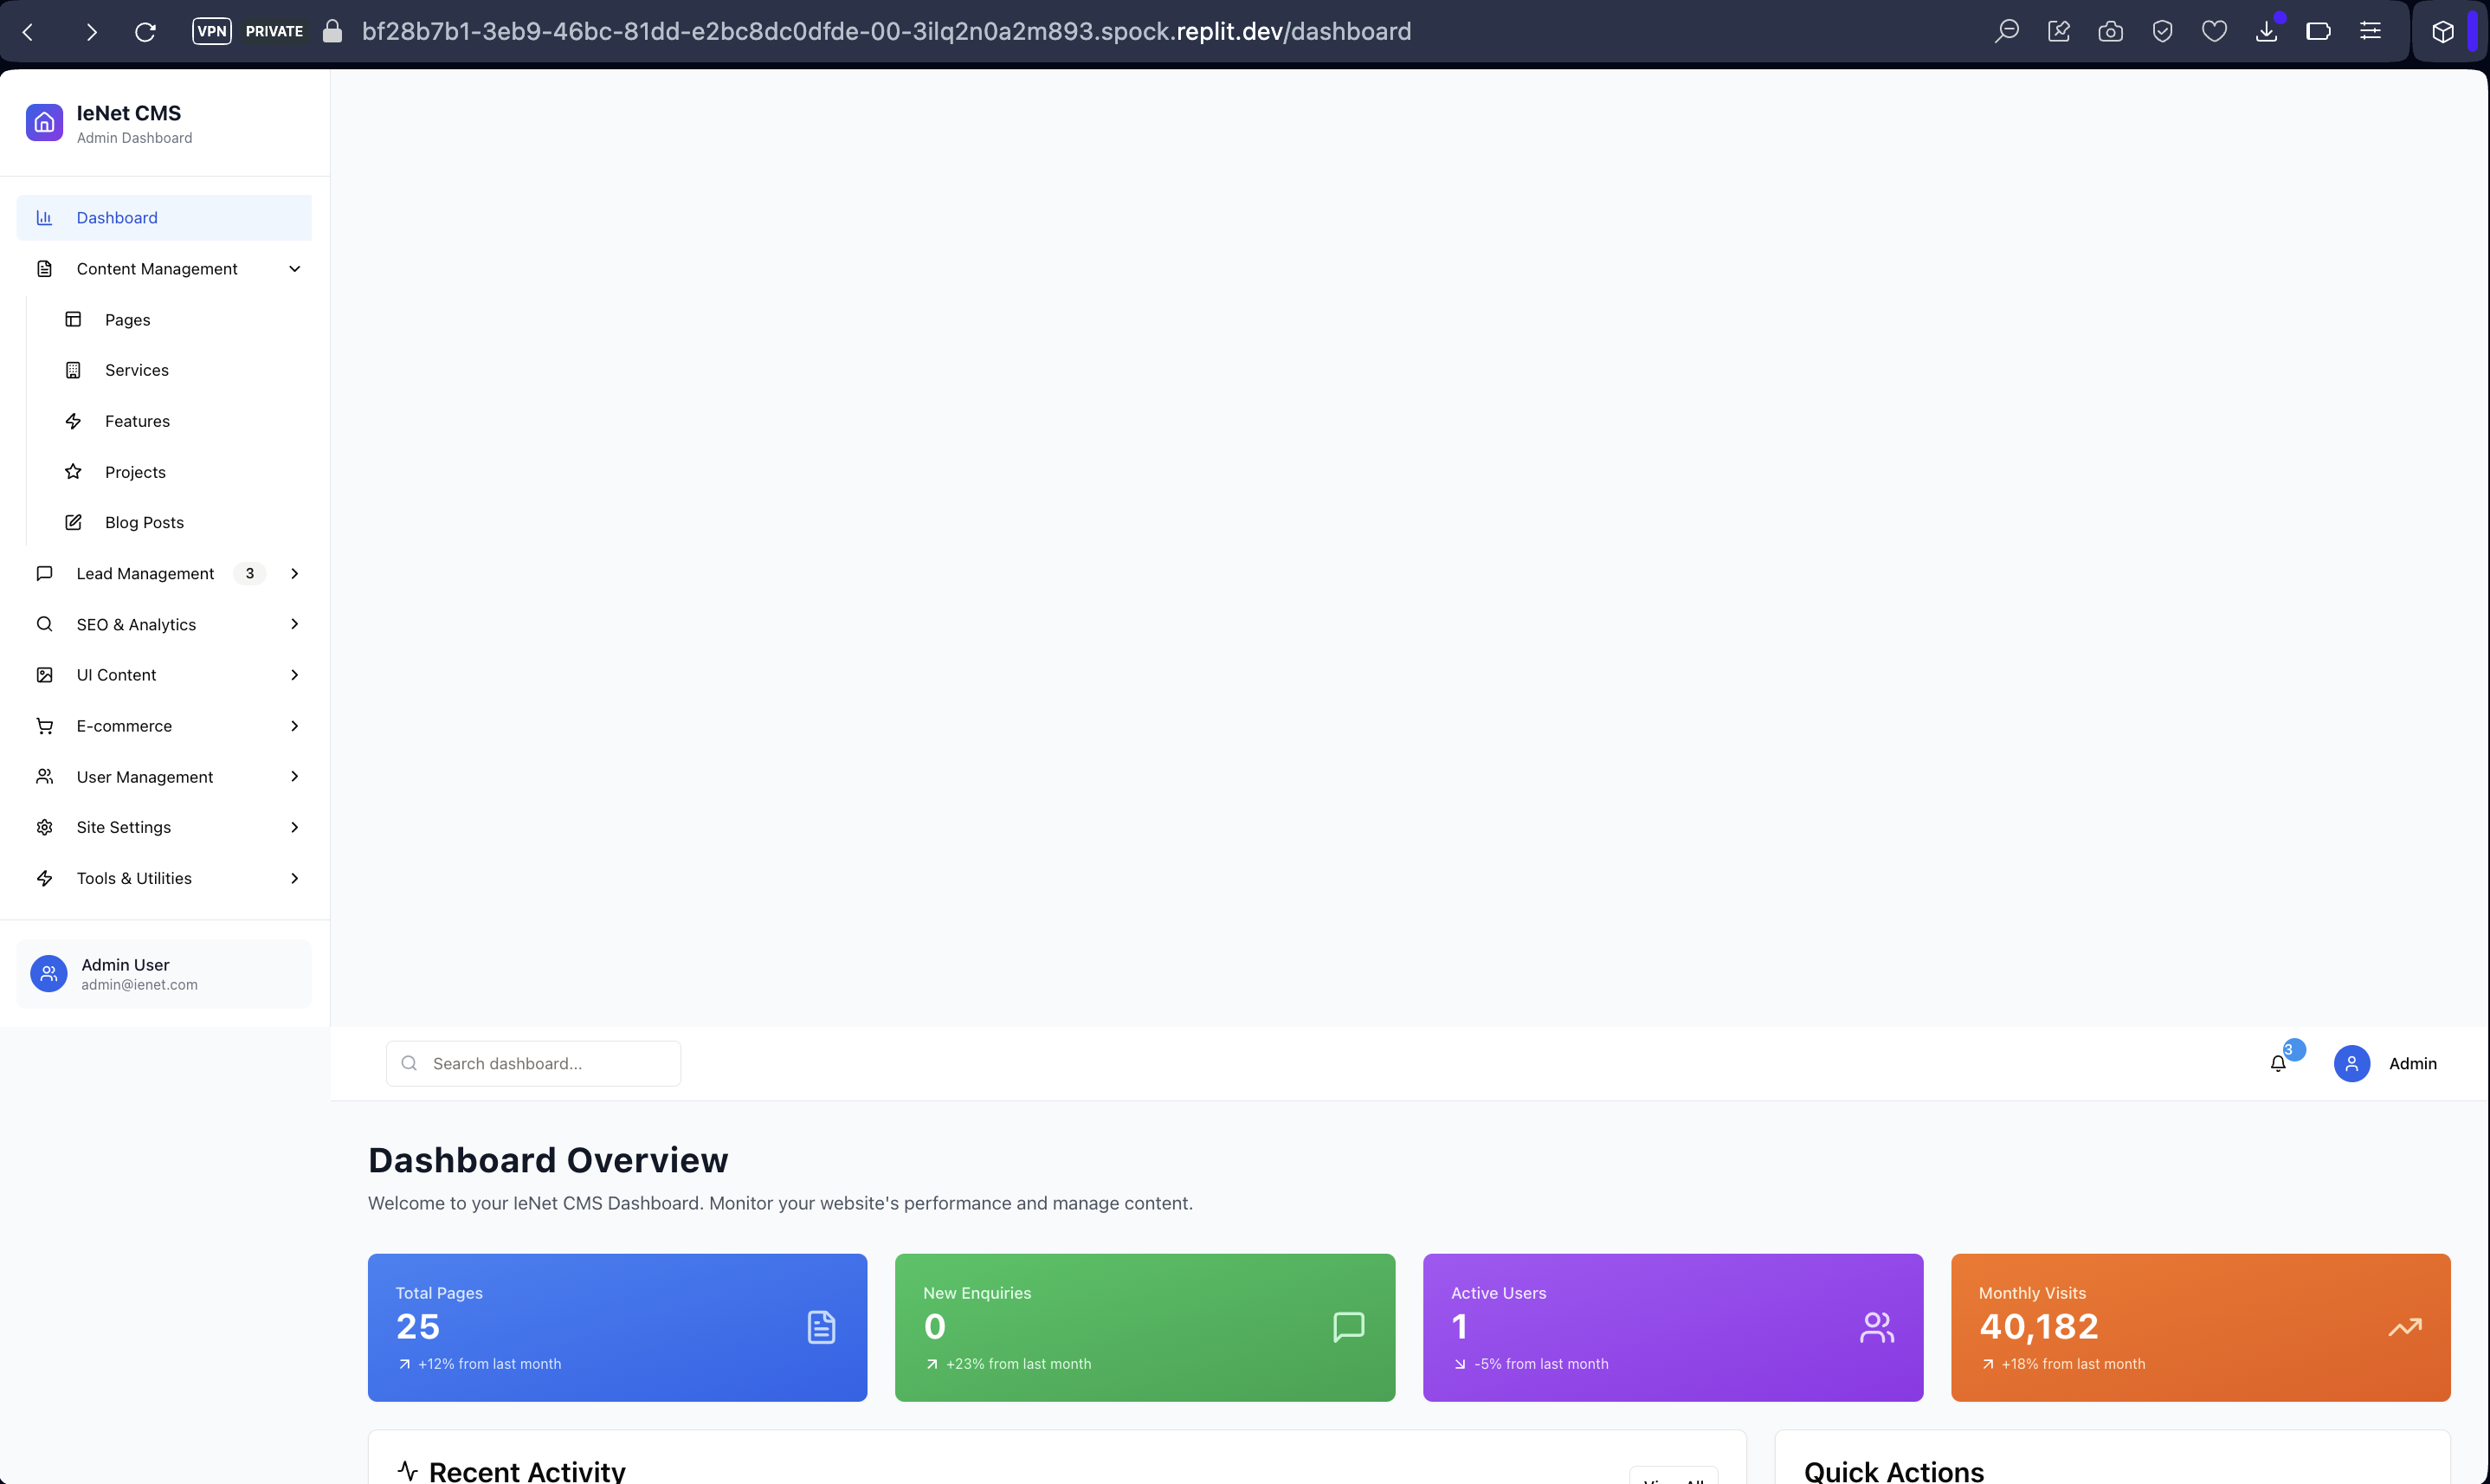 VPN PRIVATE bf28b7b1-3eb9-46bc-81dd-e2bc8dc0dfde-00-3ilq2n0a2m893.spock.replit.dev/dashboard
IeNet CMS
Admin Dashboard
Dashboard
Content Management
Pages
Services
Features
Projects
Blog Posts
Lead Management 3
SEO & Analytics
UI Content
E-commerce
User Management
Site Settings
Tools & Utilities
Admin User
admin@ienet.com
Search dashboard...
3
Admin
Dashboard Overview
Welcome to your IeNet CMS Dashboard. Monitor your website's performance and manage content.
Total Pages
25
+12% from last month
New Enquiries
0
+23% from last month
Active Users
1
-5% from last month
Monthly Visits
40,182
+18% from last month
Recent Activity
View All
Quick Actions